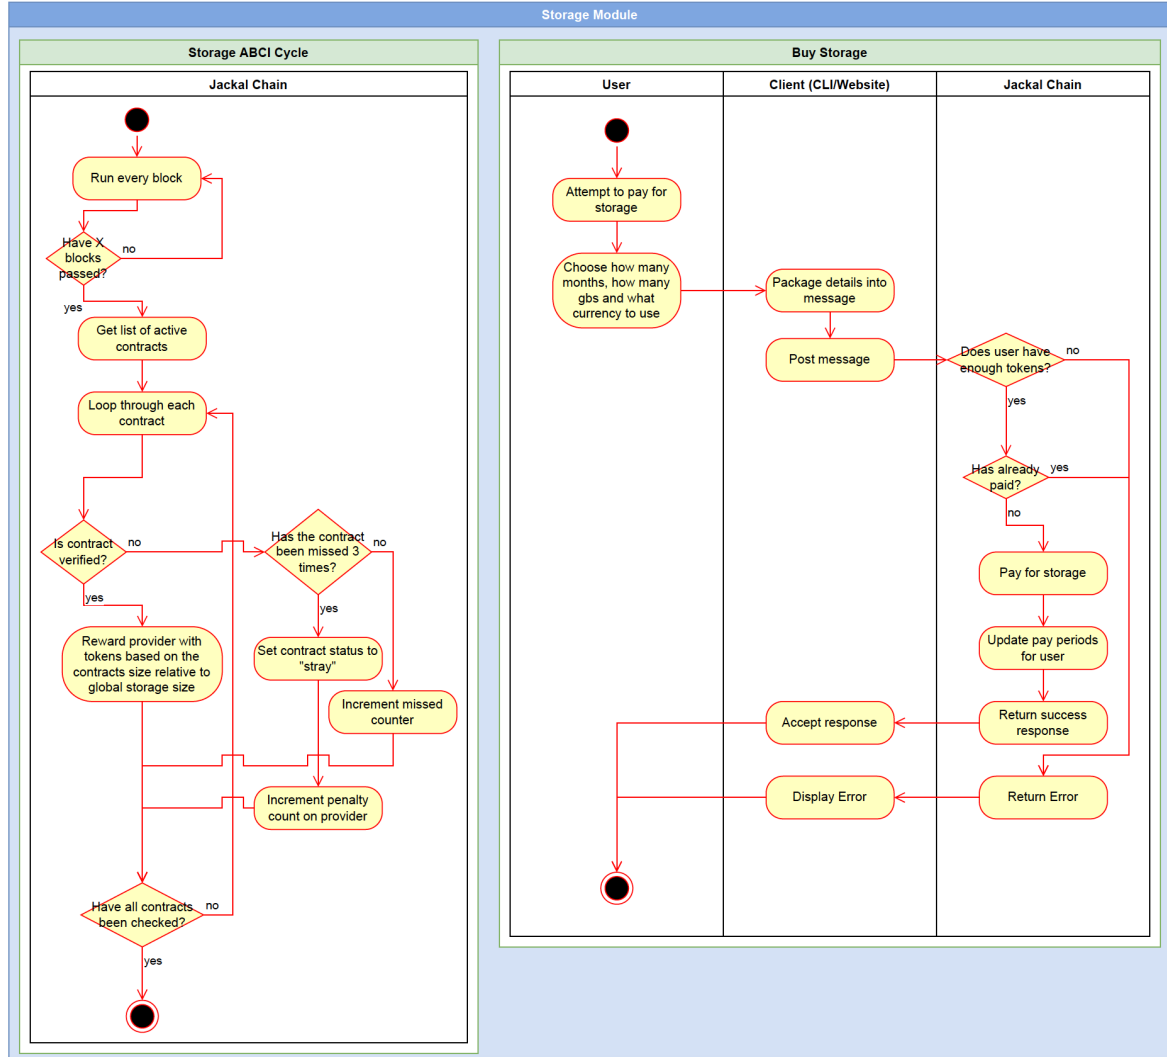 Storage Module
Storage ABCI Cycle
Jackal Chain
Run every block
Have X
blocks
passed?
no
yes
Get list of active
contracts
Loop through each
contract
Is contract
verified?
no
yes
Has the contract
been missed 3
times?
no
yes
Reward provider with
tokens based on the
contracts size relative to
global storage size
Set contract status to
"stray"
Increment missed
counter
Increment penalty
count on provider
Have all contracts
been checked?
no
yes
Buy Storage
User
Client (CLI/Website)
Jackal Chain
Attempt to pay for
storage
Choose how many
months, how many
gbs and what
currency to use
Package details into
message
Post message
Does user have
enough tokens?
no
yes
Has already
paid?
yes
no
Pay for storage
Update pay periods
for user
Return success
response
Accept response
Return Error
Display Error